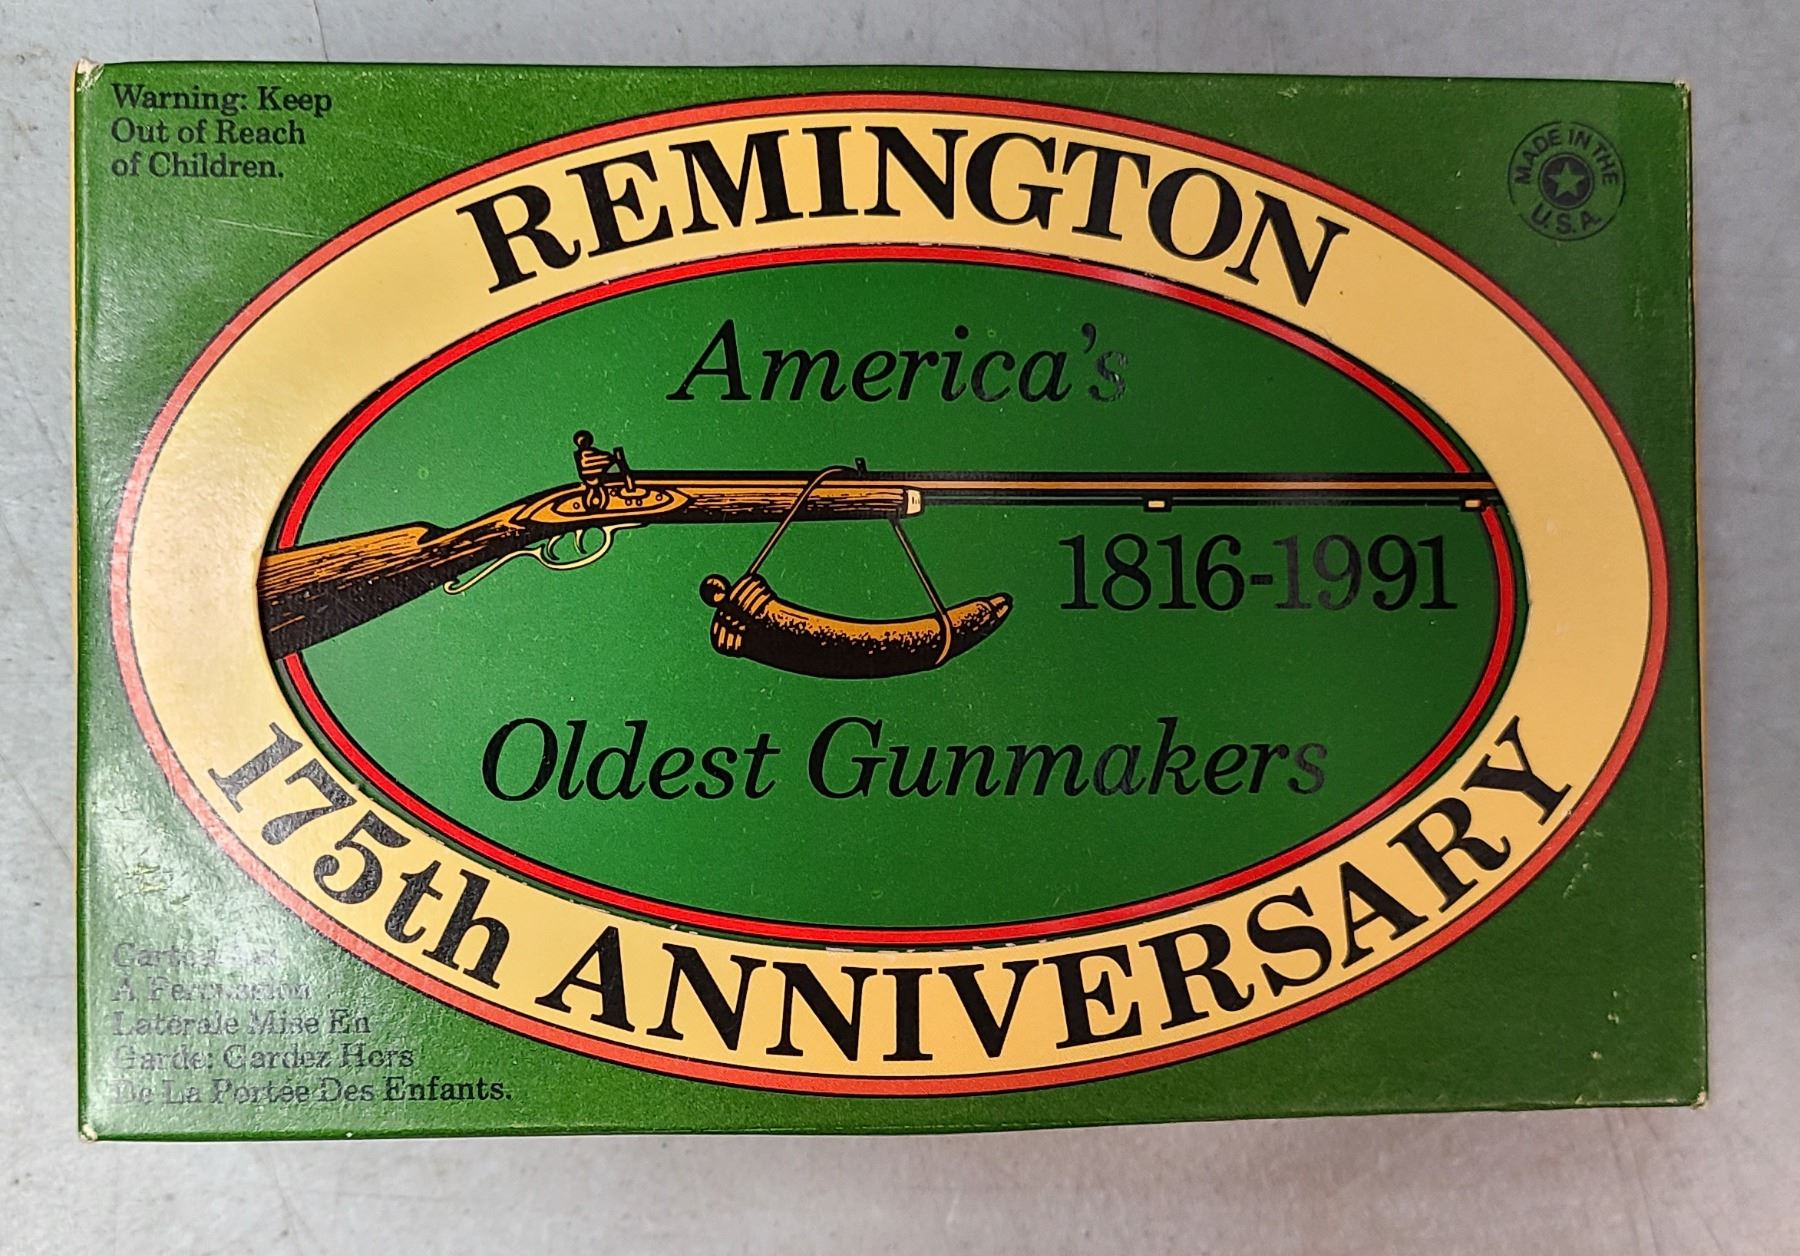 Warning: Keep
Out of Reach
of Children.
MADE IN THE
U.S.A.
REMINGTON
America's
1816-1991
Oldest Gunmakers
175th ANNIVERSARY
A Percussion
Laterale Mise En
Garde: Gardez Hors
De La Portée Des Enfants.